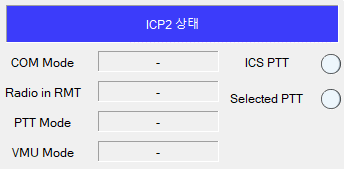 ICP2 상태
COM Mode - ICS PTT
Radio in RMT -
Selected PTT
PTT Mode -
VMU Mode -